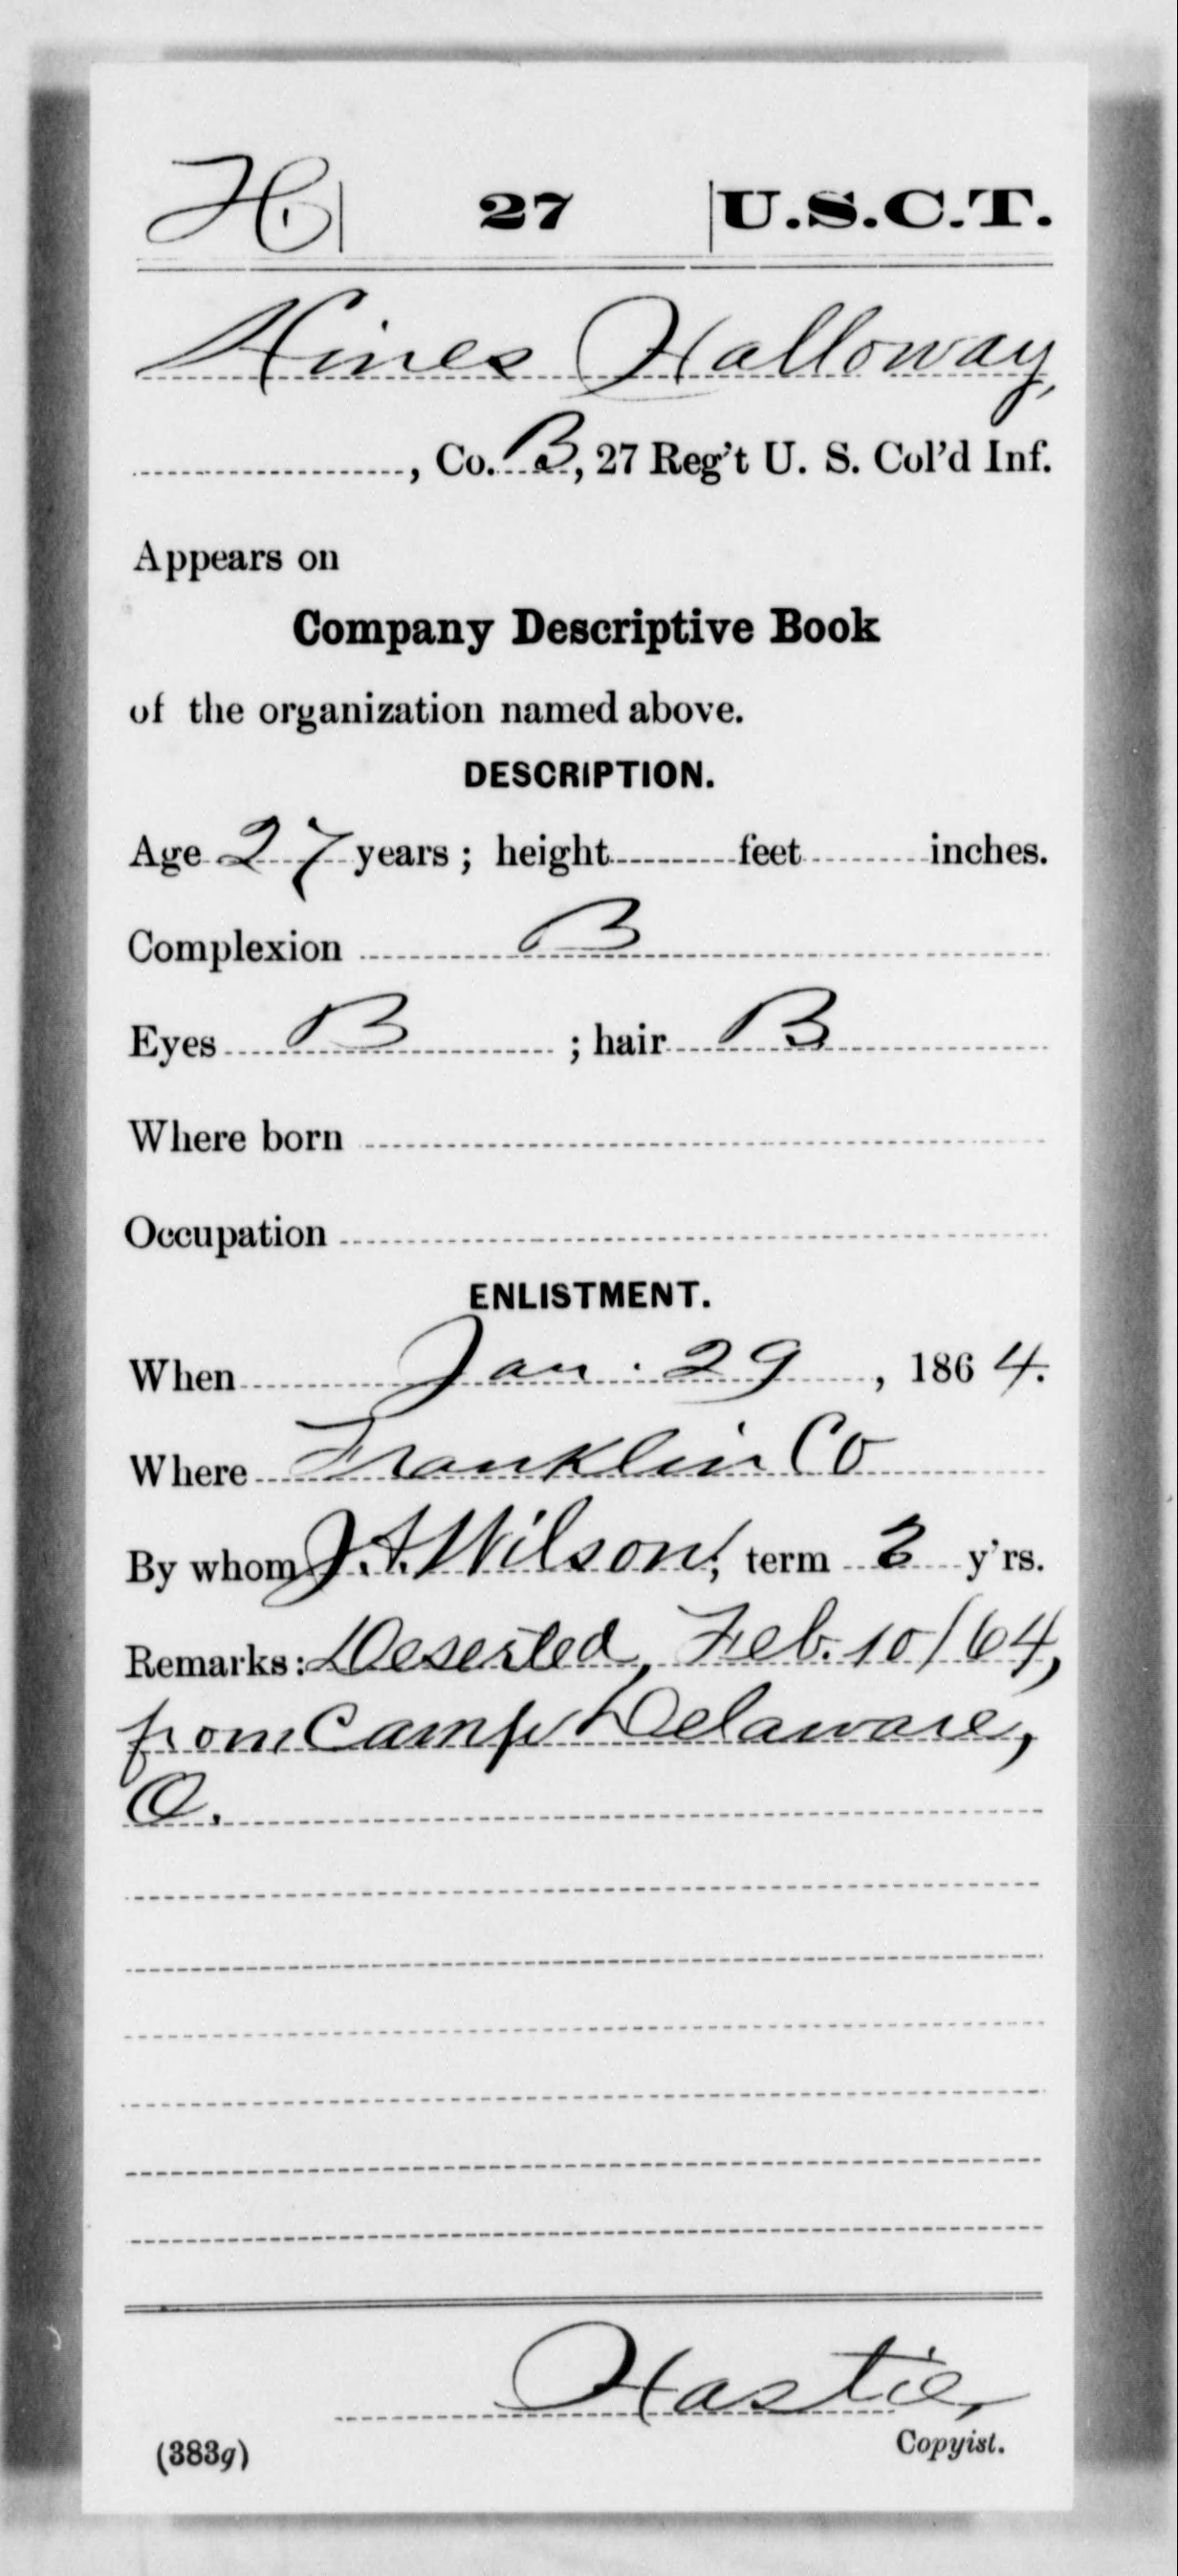 H | 27 | U.S.C.T.
Hines Halloway,
, Co. B, 27 Reg't U. S. Col'd Inf.
Appears on
Company Descriptive Book
of the organization named above.
DESCRIPTION.
Age 27 years; height feet inches.
Complexion B
Eyes B ; hair B
Where born
Occupation
ENLISTMENT.
When Jan. 29, 1864.
Where Franklin Co
By whom J. A. Wilson; term 3 y'rs.
Remarks: Deserted, Feb. 10/64,
from Camp Delaware,
O.
Hastie,
(383g) Copyist.